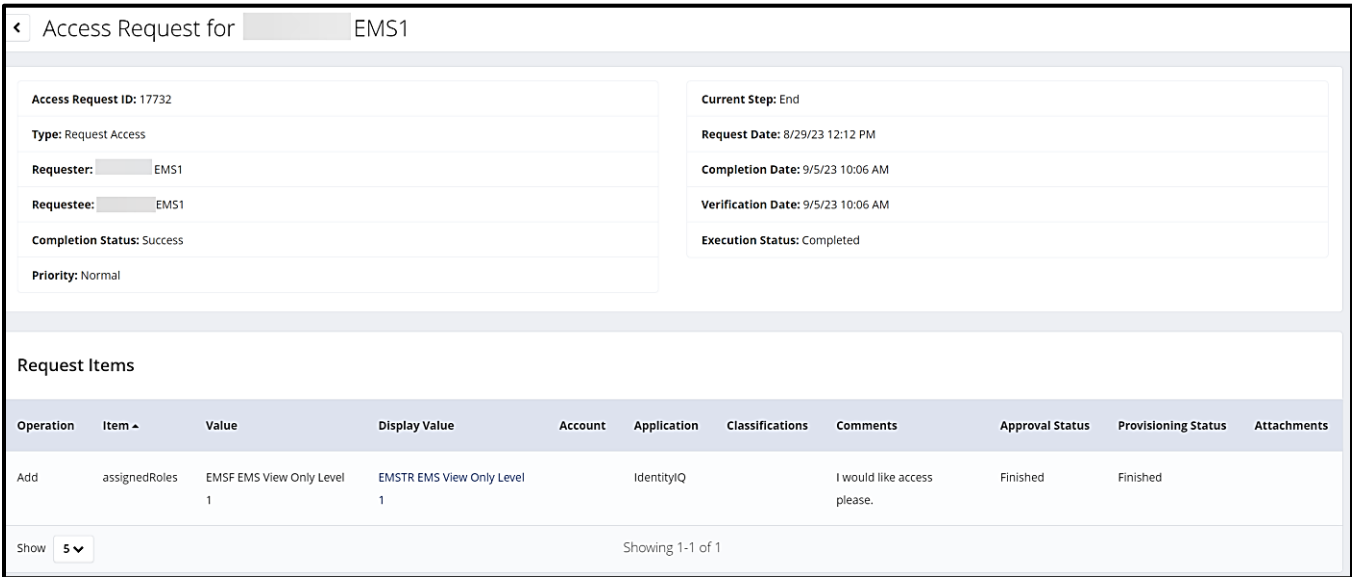 Access Request for EMS1
Access Request ID: 17732
Type: Request Access
Requester: EMS1
Requestee: EMS1
Completion Status: Success
Priority: Normal
Current Step: End
Request Date: 8/29/23 12:12 PM
Completion Date: 9/5/23 10:06 AM
Verification Date: 9/5/23 10:06 AM
Execution Status: Completed
Request Items
Operation Item Value Display Value Account Application Classifications Comments Approval Status Provisioning Status Attachments
Add assignedRoles EMSF EMS View Only Level EMSTR EMS View Only Level IdentityIQ I would like access Finished Finished
1 1 please.
Show 5 Showing 1-1 of 1